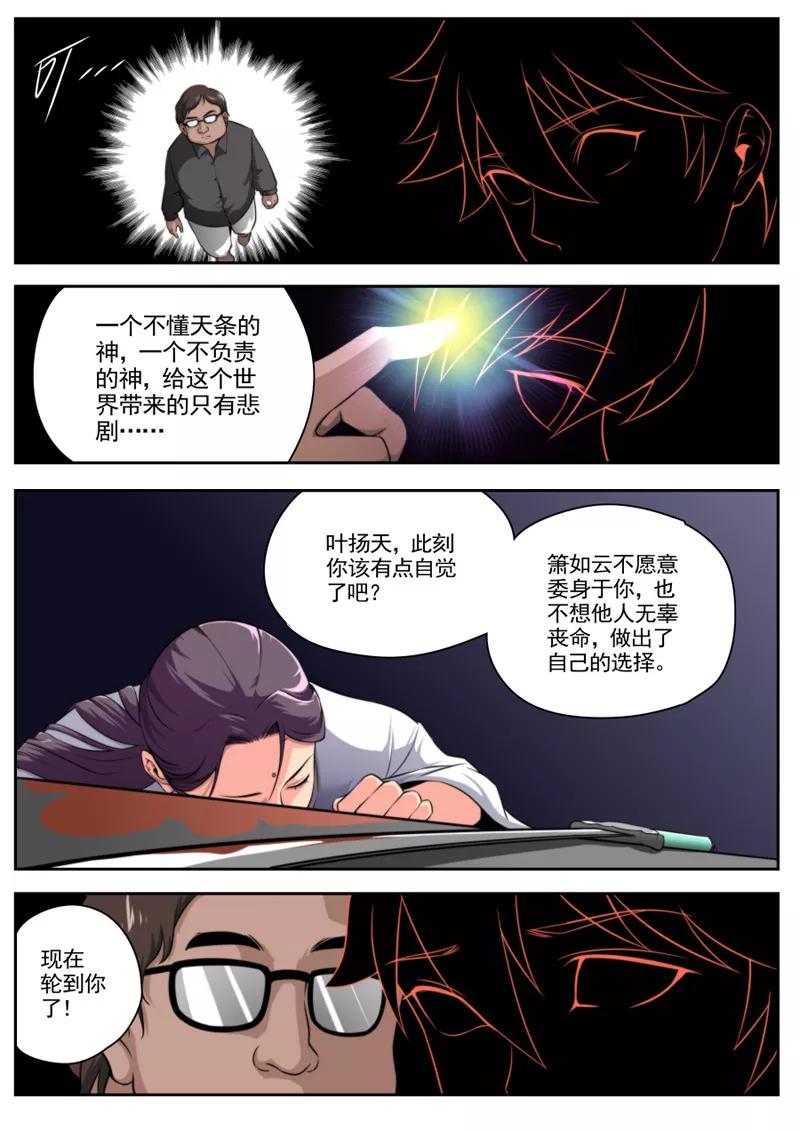 叮……
一个不懂天条的
神，一个不负责
的神，给这个世
界带来的只有悲
剧……
叶扬天，此刻
你该有点自觉
了吧？
箫如云不愿意
委身于你，也
不想他人无辜
丧命，做出了
自己的选择。
现在
轮到你
了！